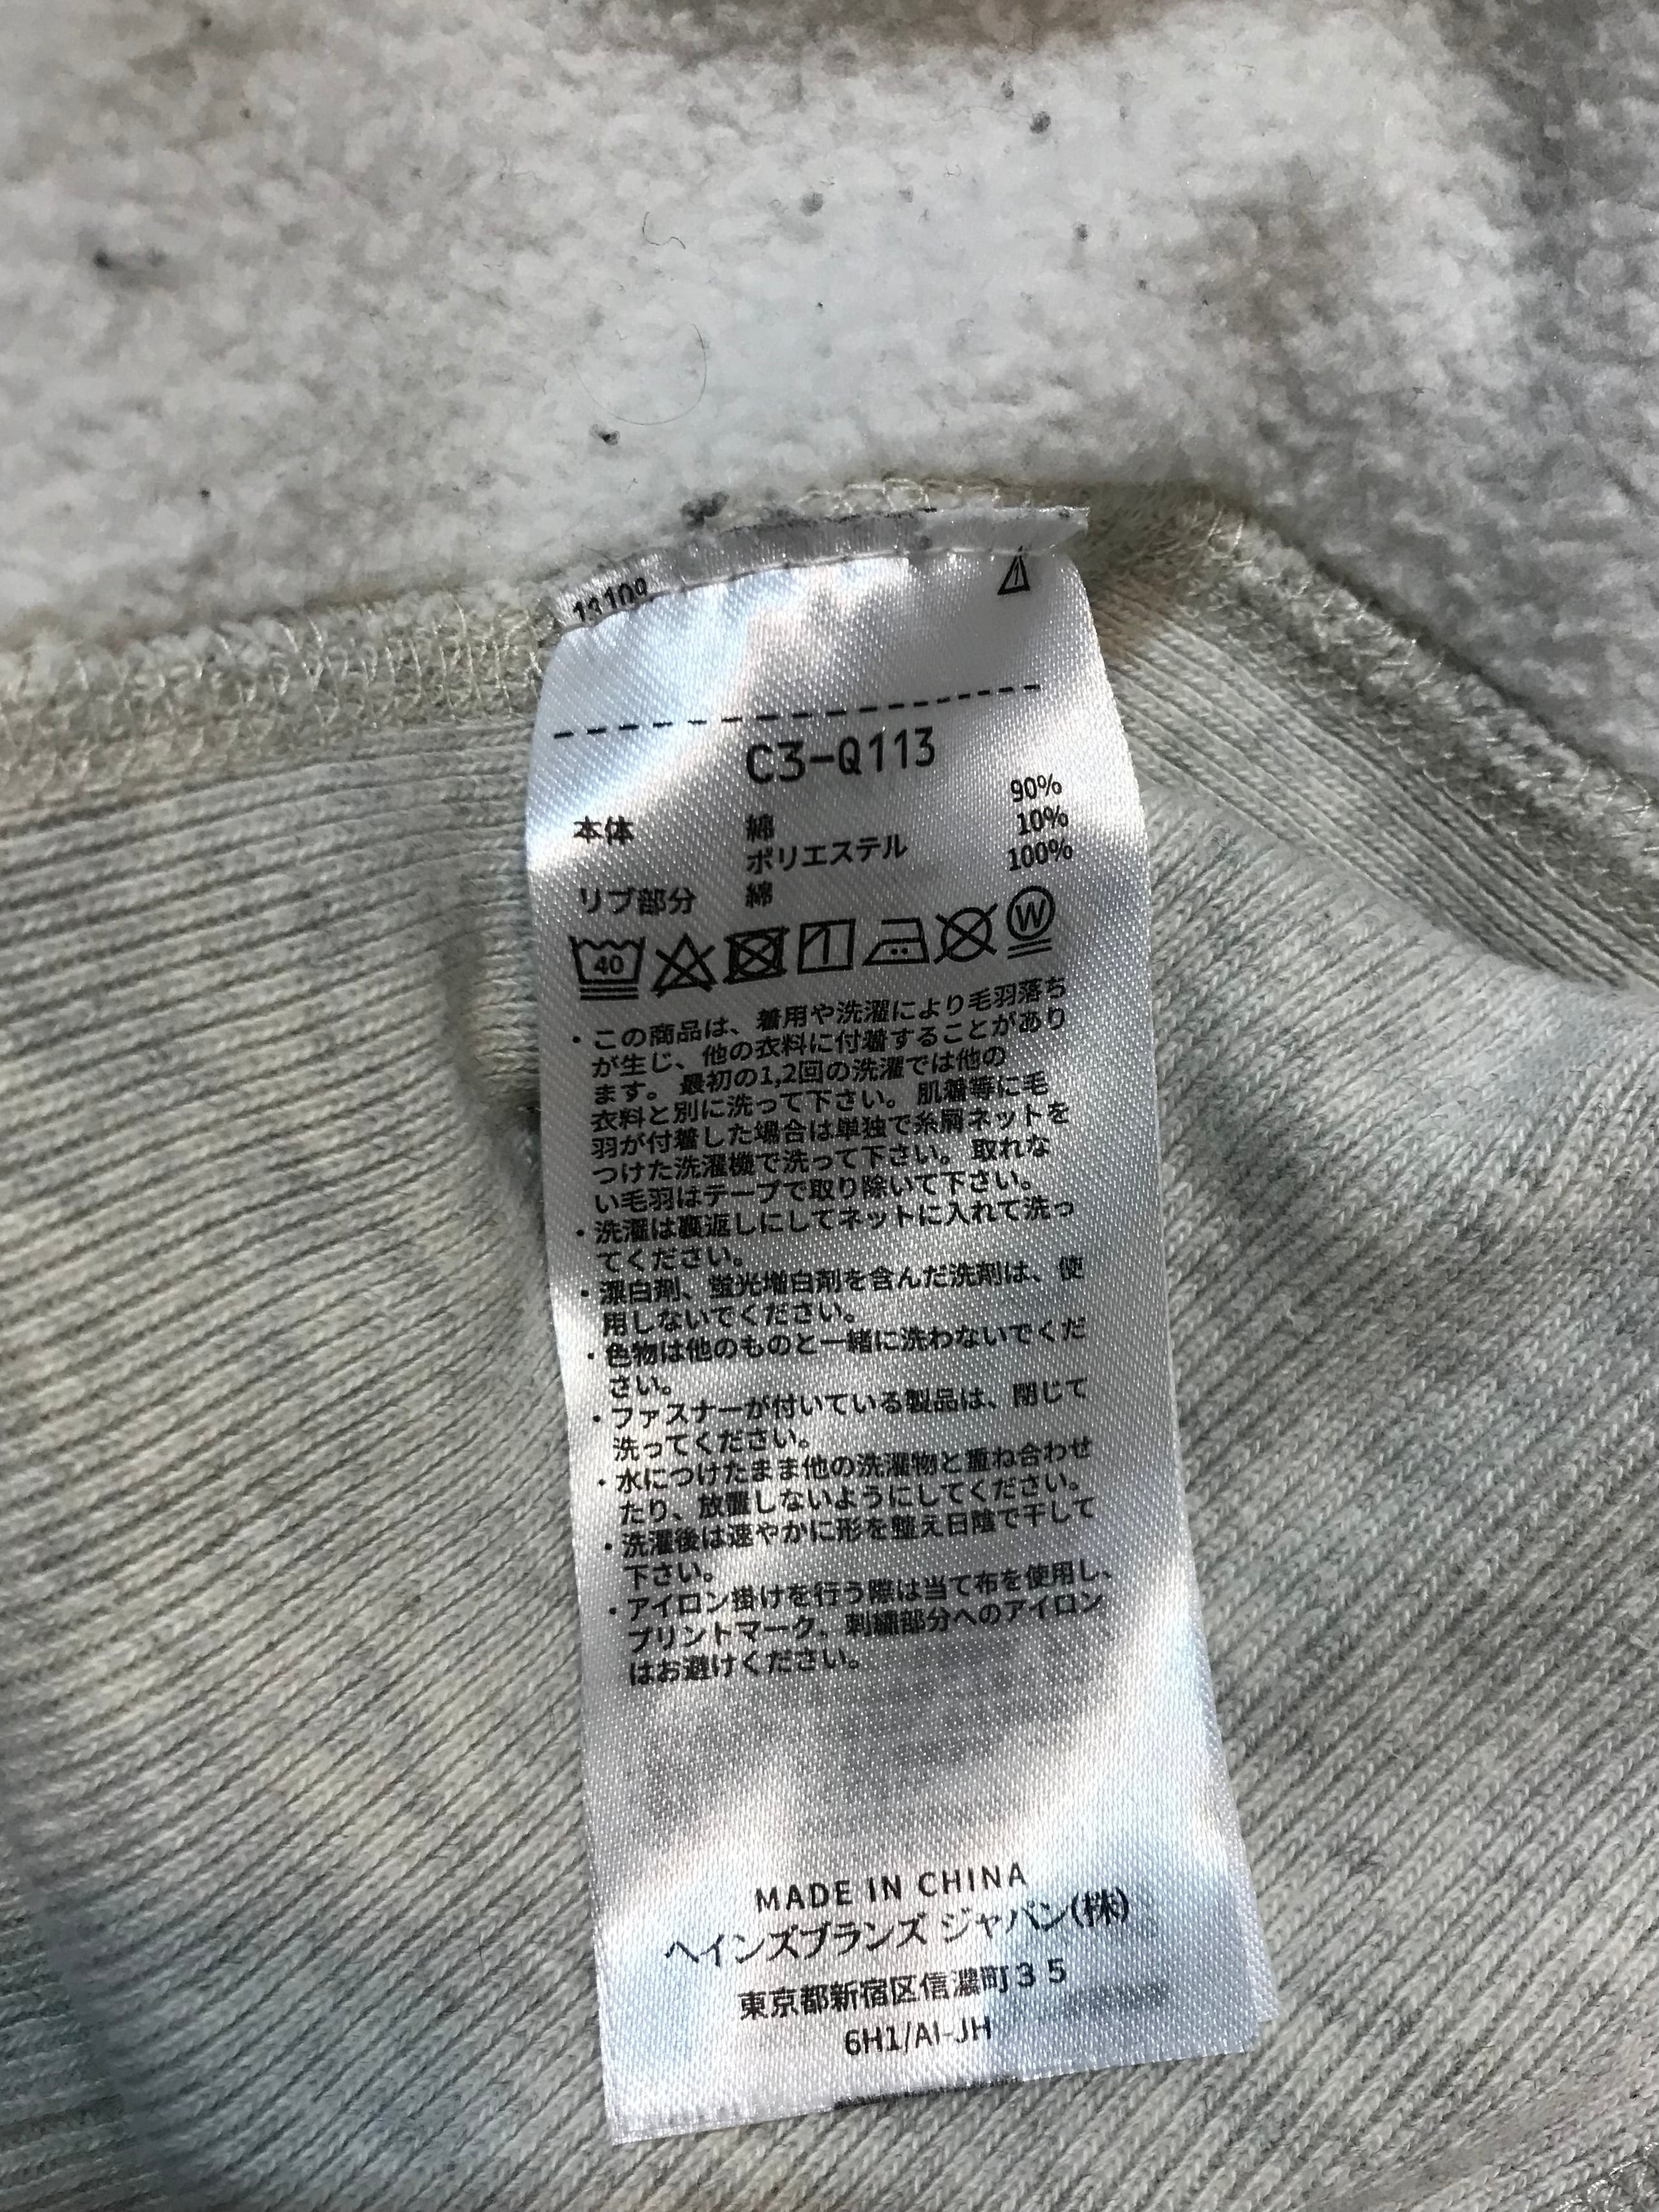 C3-Q113
本体 綿 90%
ポリエステル 10%
リブ部分 綿 100%
40 W
・この商品は、着用や洗濯により毛羽落ち
が生じ、他の衣料に付着することがあり
ます。 最初の1,2回の洗濯では他の
衣料と別に洗って下さい。 肌着等に毛
羽が付着した場合は単独で糸屑ネットを
つけた洗濯機で洗って下さい。 取れな
い毛羽はテープで取り除いて下さい。
・洗濯は裏返しにしてネットに入れて洗っ
てください。
・漂白剤、蛍光増白剤を含んだ洗剤は、使
用しないでください。
・色物は他のものと一緒に洗わないでくだ
さい。
・ファスナーが付いている製品は、閉じて
洗ってください。
・水につけたまま他の洗濯物と重ね合わせ
たり、放置しないようにしてください。
・洗濯後は速やかに形を整え日陰で干して
下さい。
・アイロン掛けを行う際は当て布を使用し、
プリントマーク、刺繍部分へのアイロン
はお避けください。
MADE IN CHINA
ヘインズブランズ ジャパン(株)
東京都新宿区信濃町３５
6H1/AI-JH